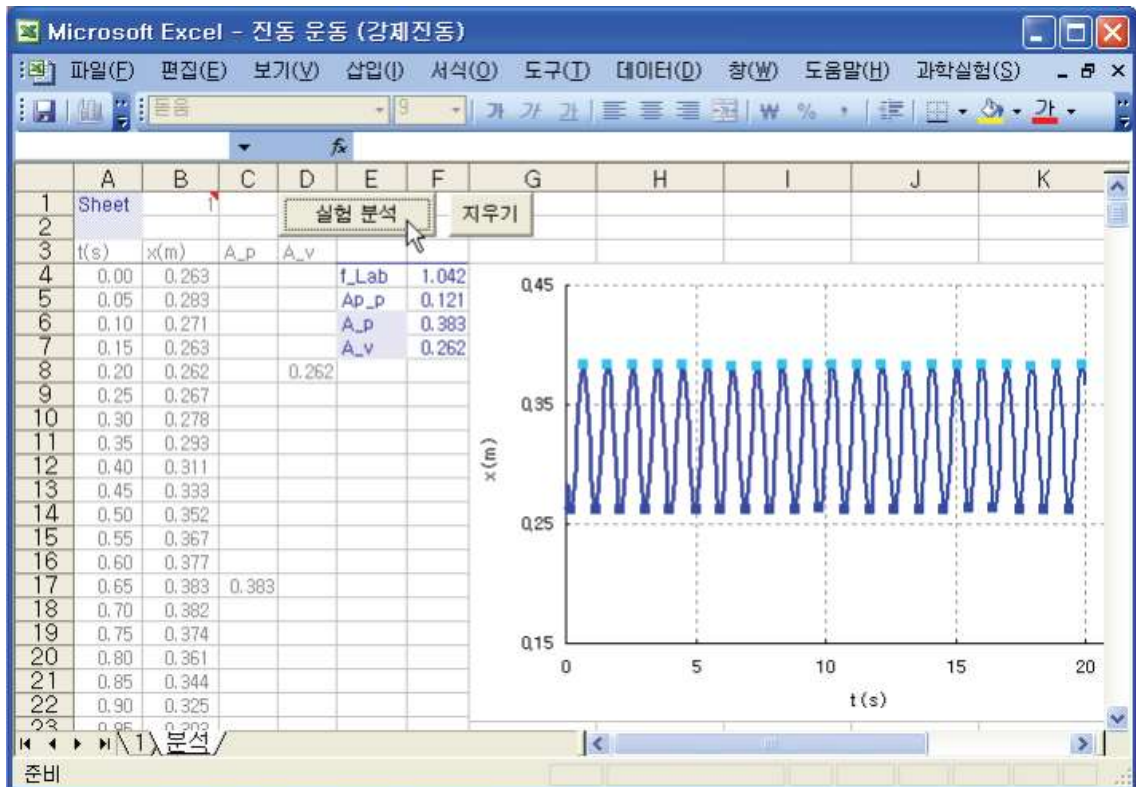 Microsoft Excel - 진동 운동 (강제진동)
파일(F) 편집(E) 보기(V) 삽입(I) 서식(O) 도구(T) 데이터(D) 창(W) 도움말(H) 과학실험(S)
돋움 9 가 가 가 ₩ % , 가
fx
A B C D E F G H I J K
1 Sheet 1 실험 분석 지우기
2
3 t(s) x(m) A_p A_v
4 0.00 0.263 f_Lab 1.042
5 0.05 0.283 Ap_p 0.121
6 0.10 0.271 A_p 0.383
7 0.15 0.263 A_v 0.262
8 0.20 0.262 0.262
9 0.25 0.267
10 0.30 0.278
11 0.35 0.293
12 0.40 0.311
13 0.45 0.333
14 0.50 0.352
15 0.55 0.367
16 0.60 0.377
17 0.65 0.383 0.383
18 0.70 0.382
19 0.75 0.374
20 0.80 0.361
21 0.85 0.344
22 0.90 0.325
23
0,45
0,35
0,25
0,15
x(m)
0 5 10 15 20
t(s)
1 분석
준비